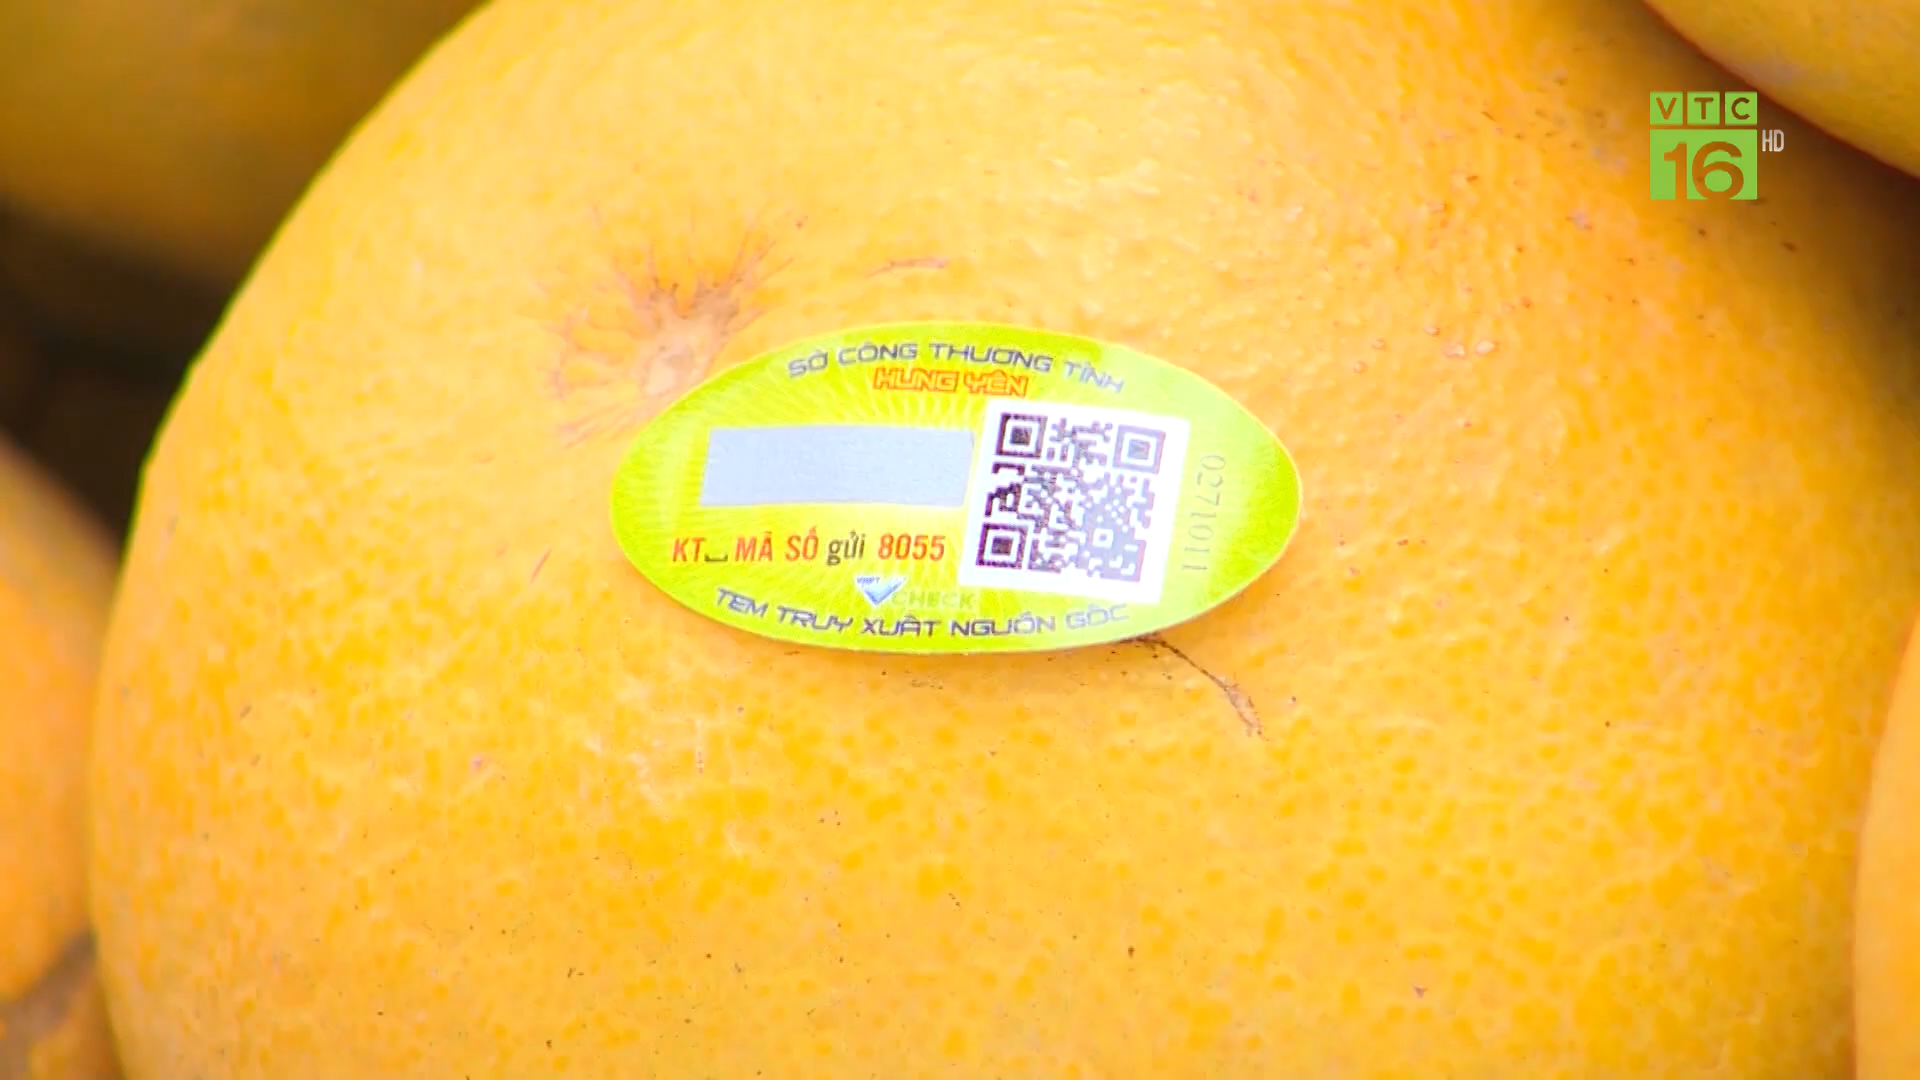 VTC
16 HD
SỞ CÔNG THƯƠNG TỈNH
HƯNG YÊN
KT_ MÃ SỐ gửi 8055
VNPT CHECK
TEM TRUY XUẤT NGUỒN GỐC
0271011